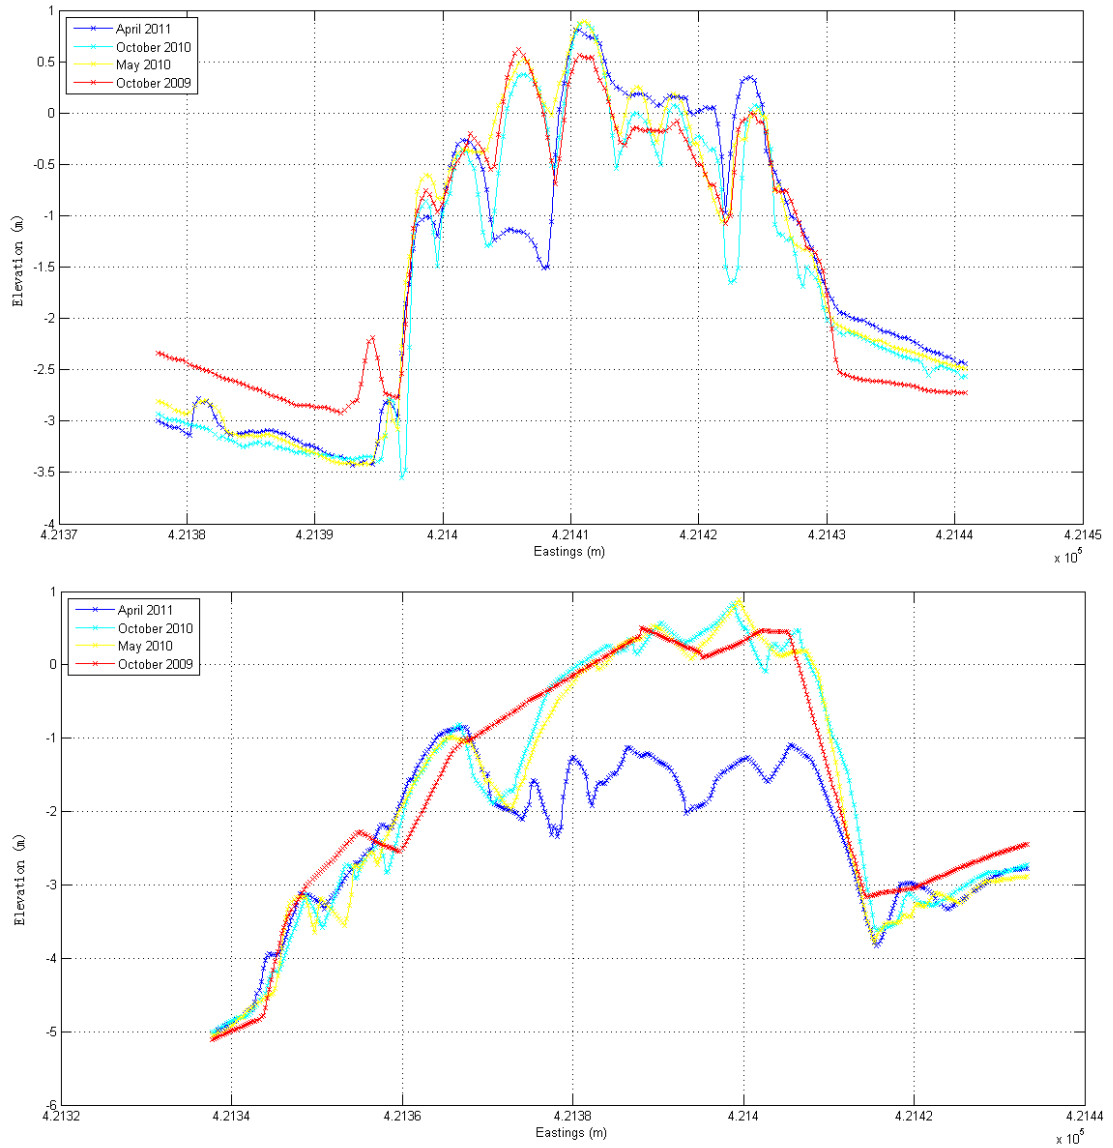 1
0.5
0
-0.5
-1
-1.5
-2
-2.5
-3
-3.5
-4
Elevation (m)
April 2011
October 2010
May 2010
October 2009
4.2137 4.2138 4.2139 4.214 4.2141 4.2142 4.2143 4.2144 4.2145
Eastings (m)
x 10^5
1
0
-1
-2
-3
-4
-5
-6
Elevation (m)
April 2011
October 2010
May 2010
October 2009
4.2132 4.2134 4.2136 4.2138 4.214 4.2142 4.2144
Eastings (m)
x 10^5